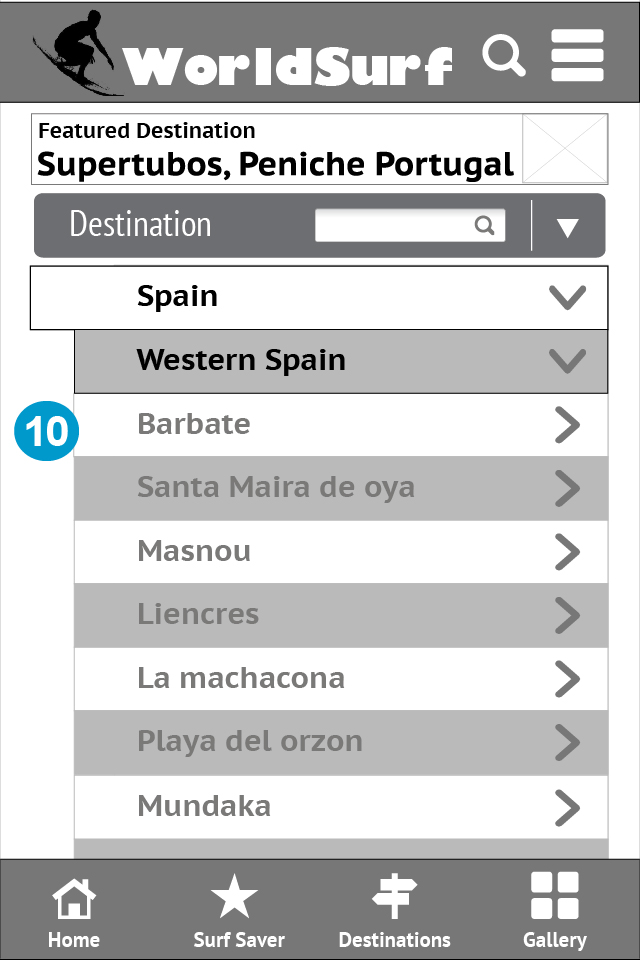 WorldSurf
Featured Destination
Supertubos, Peniche Portugal
Destination
Spain
Western Spain
10
Barbate
Santa Maira de oya
Masnou
Liencres
La machacona
Playa del orzon
Mundaka
Home
Surf Saver
Destinations
Gallery